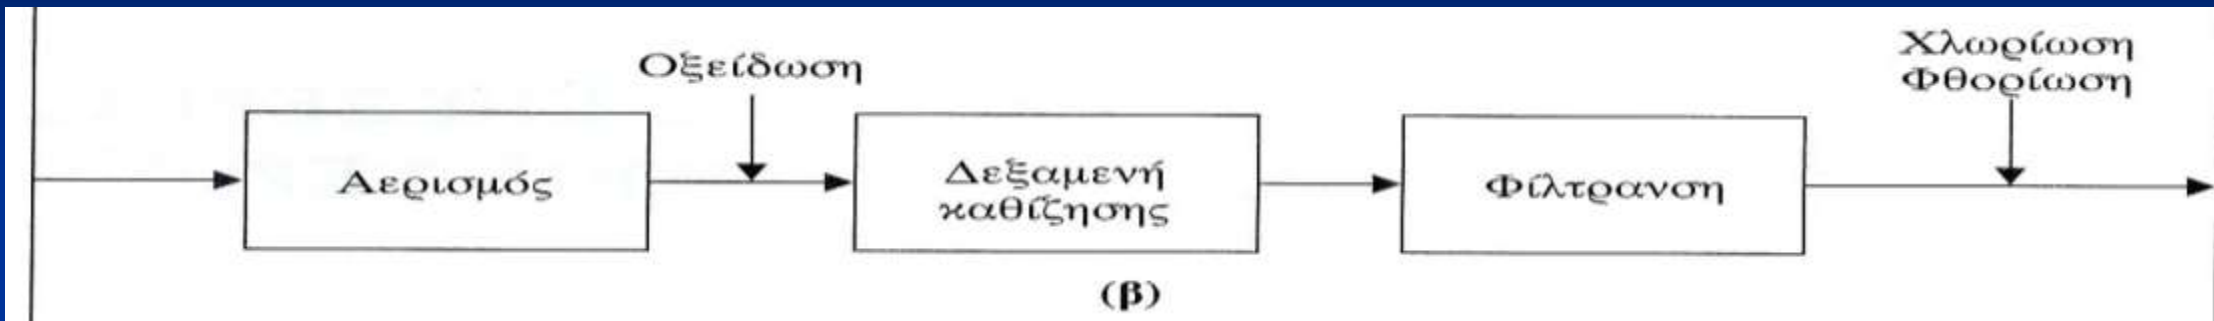 Οξείδωση
Χλωρίωση
Φθορίωση
Αερισμός
Δεξαμενή
καθίζησης
Φίλτρανση
(β)